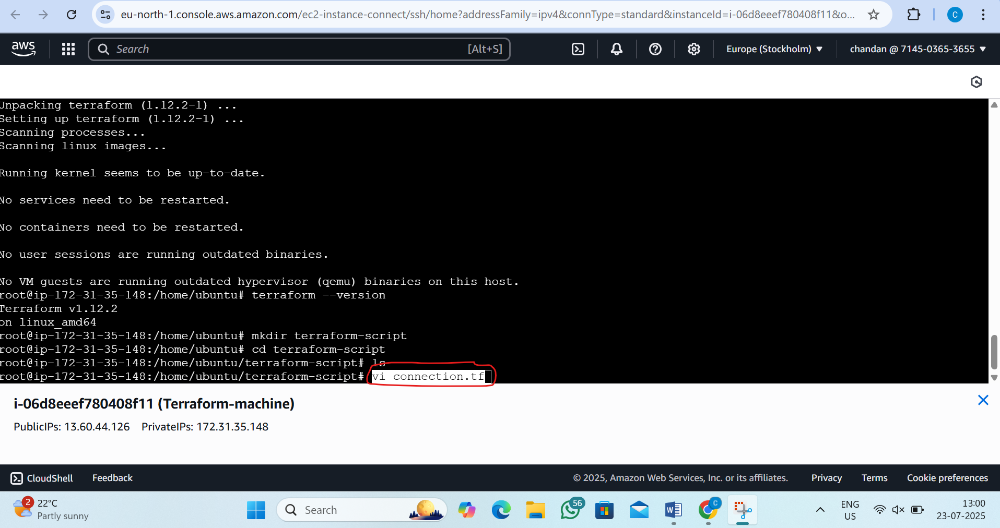 eu-north-1.console.aws.amazon.com/ec2-instance-connect/ssh/home?addressFamily=ipv4&connType=standard&instanceId=i-06d8eeef780408f11&o...
C
aws
Search [Alt+S]
Europe (Stockholm) ▼
chandan @ 7145-0365-3655 ▼
Unpacking terraform (1.12.2-1) ...
Setting up terraform (1.12.2-1) ...
Scanning processes...
Scanning linux images...
Running kernel seems to be up-to-date.
No services need to be restarted.
No containers need to be restarted.
No user sessions are running outdated binaries.
No VM guests are running outdated hypervisor (qemu) binaries on this host.
root@ip-172-31-35-148:/home/ubuntu# terraform --version
Terraform v1.12.2
on linux_amd64
root@ip-172-31-35-148:/home/ubuntu# mkdir terraform-script
root@ip-172-31-35-148:/home/ubuntu# cd terraform-script
root@ip-172-31-35-148:/home/ubuntu/terraform-script# ls
root@ip-172-31-35-148:/home/ubuntu/terraform-script# vi connection.tf
i-06d8eeef780408f11 (Terraform-machine)
PublicIPs: 13.60.44.126 PrivateIPs: 172.31.35.148
CloudShell Feedback © 2025, Amazon Web Services, Inc. or its affiliates. Privacy Terms Cookie preferences
2
22°C
Partly sunny
Search
56
W
C
ENG
US
13:00
23-07-2025